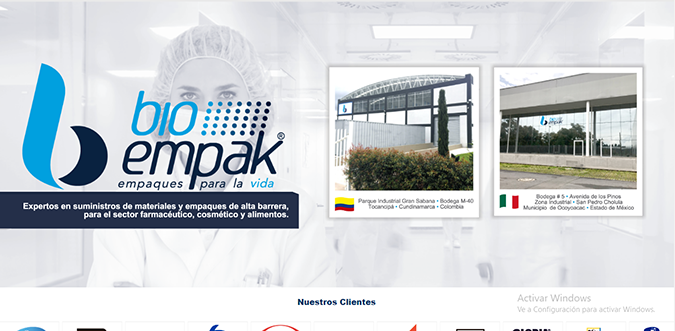 bio
empak®
empaques para la vida
Expertos en suministros de materiales y empaques de alta barrera,
para el sector farmacéutico, cosmético y alimentos.
Parque Industrial Gran Sabana • Bodega M-40
Tocancipá • Cundinamarca • Colombia
Bodega # 5 • Avenida de los Pinos
Zona Industrial • San Pedro Cholula
Municipio de Ocoyoacac • Estado de México
Nuestros Clientes
Activar Windows
Ve a Configuración para activar Windows.